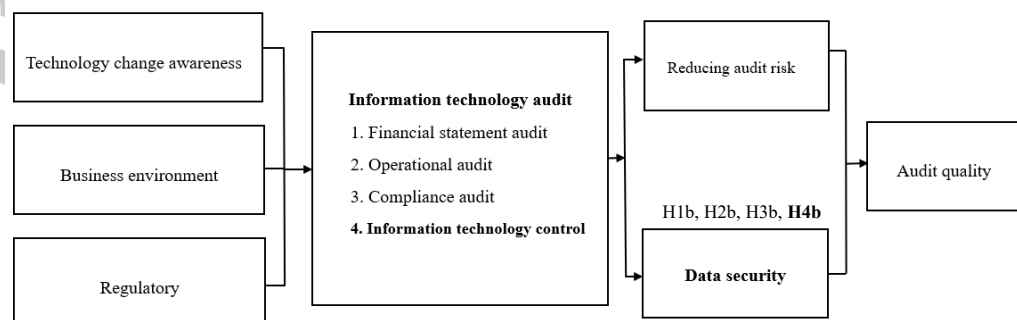 Technology change awareness
Business environment
Regulatory
Information technology audit
1. Financial statement audit
2. Operational audit
3. Compliance audit
4. Information technology control
Reducing audit risk
H1b, H2b, H3b, H4b
Data security
Audit quality